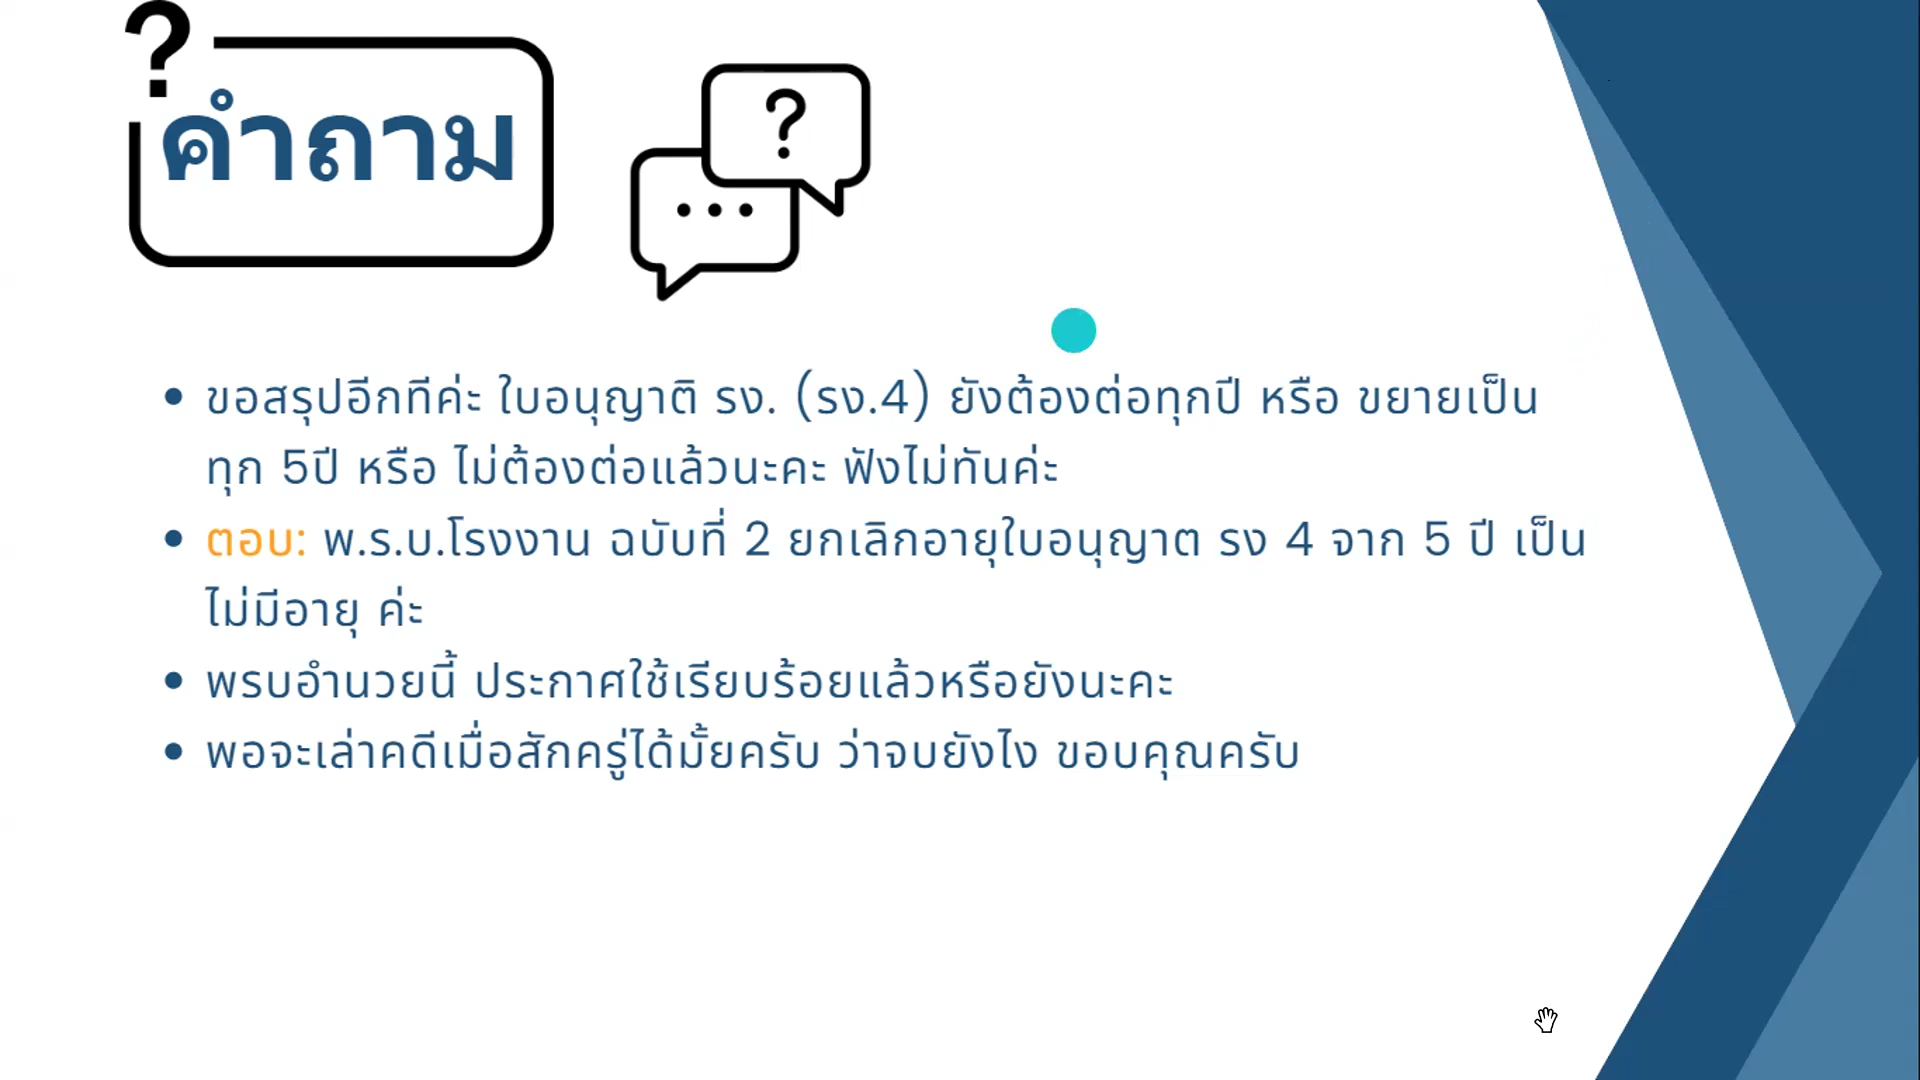 ?
คำถาม
?
• ขอสรุปอีกทีค่ะ ใบอนุญาติ รง. (รง.4) ยังต้องต่อทุกปี หรือ ขยายเป็น
ทุก 5ปี หรือ ไม่ต้องต่อแล้วนะคะ ฟังไม่ทันค่ะ
• ตอบ: พ.ร.บ.โรงงาน ฉบับที่ 2 ยกเลิกอายุใบอนุญาต รง 4 จาก 5 ปี เป็น
ไม่มีอายุ ค่ะ
• พรบอำนวยนี้ ประกาศใช้เรียบร้อยแล้วหรือยังนะคะ
• พอจะเล่าคดีเมื่อสักครู่ได้มั้ยครับ ว่าจบยังไง ขอบคุณครับ